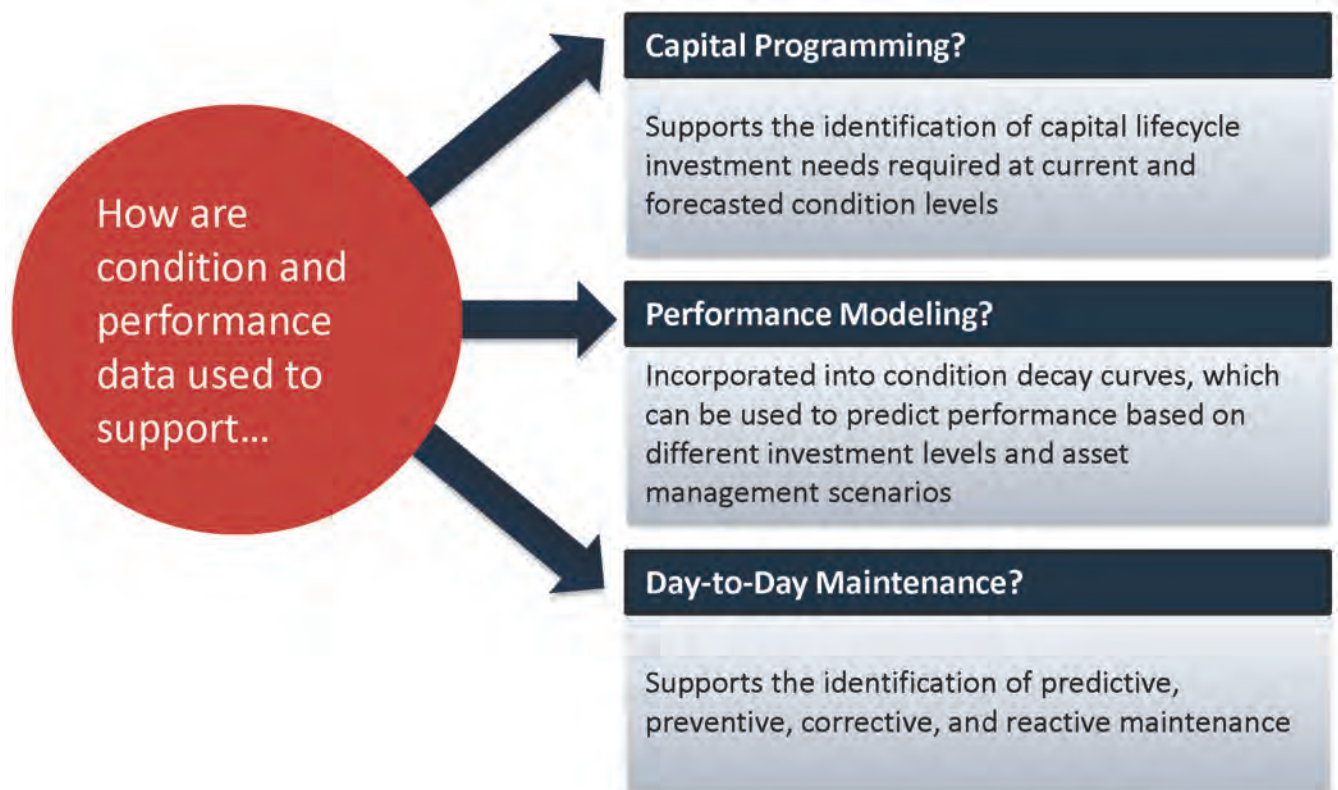 How are
condition and
performance
data used to
support...
Capital Programming?
Supports the identification of capital lifecycle
investment needs required at current and
forecasted condition levels
Performance Modeling?
Incorporated into condition decay curves, which
can be used to predict performance based on
different investment levels and asset
management scenarios
Day-to-Day Maintenance?
Supports the identification of predictive,
preventive, corrective, and reactive maintenance